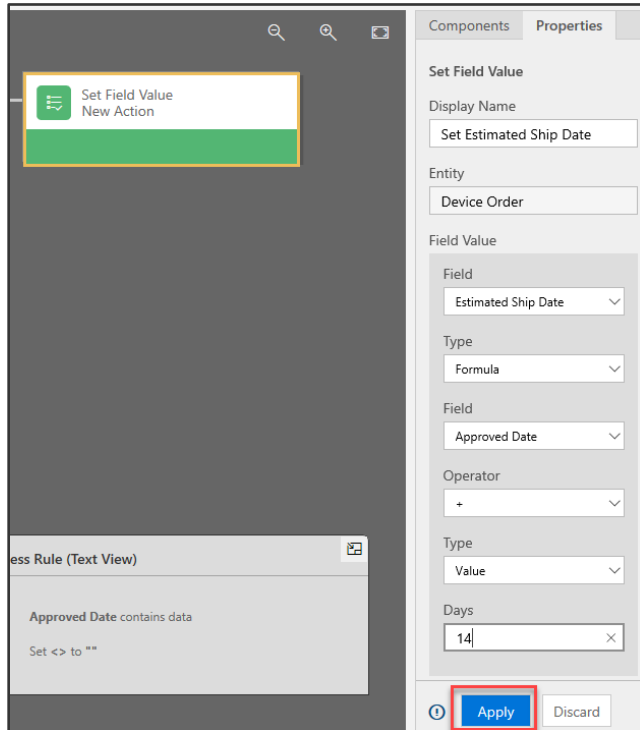 Components Properties
Set Field Value
New Action
Set Field Value
Display Name
Set Estimated Ship Date
Entity
Device Order
Field Value
Field
Estimated Ship Date
Type
Formula
Field
Approved Date
Operator
+
Type
Value
Days
14
Apply Discard
ess Rule (Text View)
Approved Date contains data
Set <> to ""